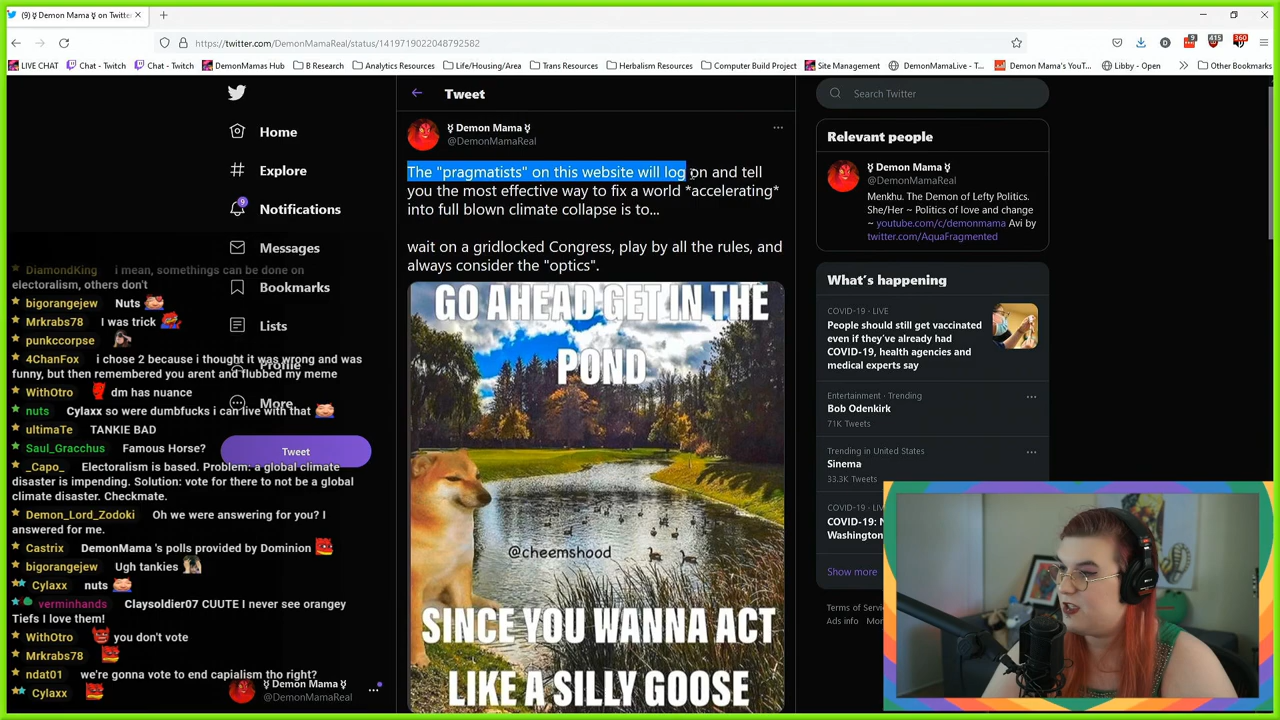 (9) ☿ Demon Mama ☿ on Twitter
https://twitter.com/DemonMamaReal/status/1419719022048792582
9
415
360
LIVE CHAT
Chat - Twitch
Chat - Twitch
DemonMamas Hub
B Research
Analytics Resources
Life/Housing/Area
Trans Resources
Herbalism Resources
Computer Build Project
Site Management
DemonMamaLive - T...
Demon Mama's YouT...
Libby - Open
Other Bookmarks
Home
Explore
9
Notifications
Messages
Bookmarks
Lists
Profile
More
Tweet
☿ Demon Mama ☿
@DemonMamaReal
DiamondKing i mean, somethings can be done on
electoralism, others don't
bigorangejew Nuts
Mrkrabs78 I was trick
punkccorpse
4ChanFox i chose 2 because i thought it was wrong and was
funny, but then remembered you arent and flubbed my meme
WithOtro dm has nuance
nuts Cylaxx so were dumbfucks i can live with that
ultimaTe TANKIE BAD
Saul_Gracchus Famous Horse?
_Capo_ Electoralism is based. Problem: a global climate
disaster is impending. Solution: vote for there to not be a global
climate disaster. Checkmate.
Demon_Lord_Zodoki Oh we were answering for you? I
answered for me.
Castrix DemonMama 's polls provided by Dominion
bigorangejew Ugh tankies
Cylaxx nuts
verminhands Claysoldier07 CUUTE I never see orangey
Tiefs I love them!
WithOtro you don't vote
Mrkrabs78
ndat01 we're gonna vote to end capialism tho right?
Cylaxx
Tweet
☿ Demon Mama ☿
@DemonMamaReal
The "pragmatists" on this website will log on and tell
you the most effective way to fix a world *accelerating*
into full blown climate collapse is to...
wait on a gridlocked Congress, play by all the rules, and
always consider the "optics".
GO AHEAD GET IN THE
POND
@cheemshood
SINCE YOU WANNA ACT
LIKE A SILLY GOOSE
Search Twitter
Relevant people
☿ Demon Mama ☿
@DemonMamaReal
Menkhu. The Demon of Lefty Politics.
She/Her ~ Politics of love and change
~ youtube.com/c/demonmama Avi by
twitter.com/AquaFragmented
What's happening
COVID-19 · LIVE
People should still get vaccinated
even if they've already had
COVID-19, health agencies and
medical experts say
Entertainment · Trending
Bob Odenkirk
71K Tweets
Trending in United States
Sinema
33.3K Tweets
COVID-19 · LIV
COVID-19: N
Washington
Show more
Terms of Servi
Ads info Mor